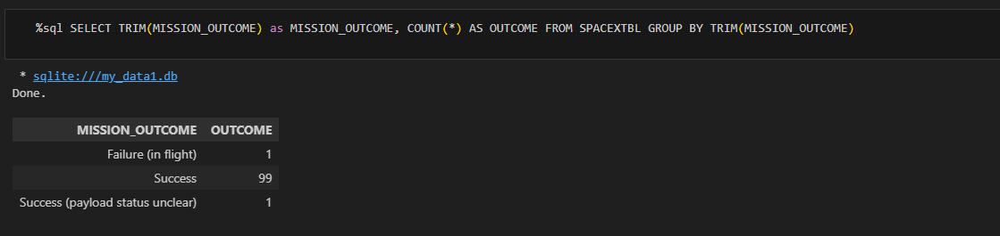 %sql SELECT TRIM(MISSION_OUTCOME) as MISSION_OUTCOME, COUNT(*) AS OUTCOME FROM SPACEXTBL GROUP BY TRIM(MISSION_OUTCOME)
* sqlite:///my_data1.db
Done.
MISSION_OUTCOME OUTCOME
Failure (in flight) 1
Success 99
Success (payload status unclear) 1